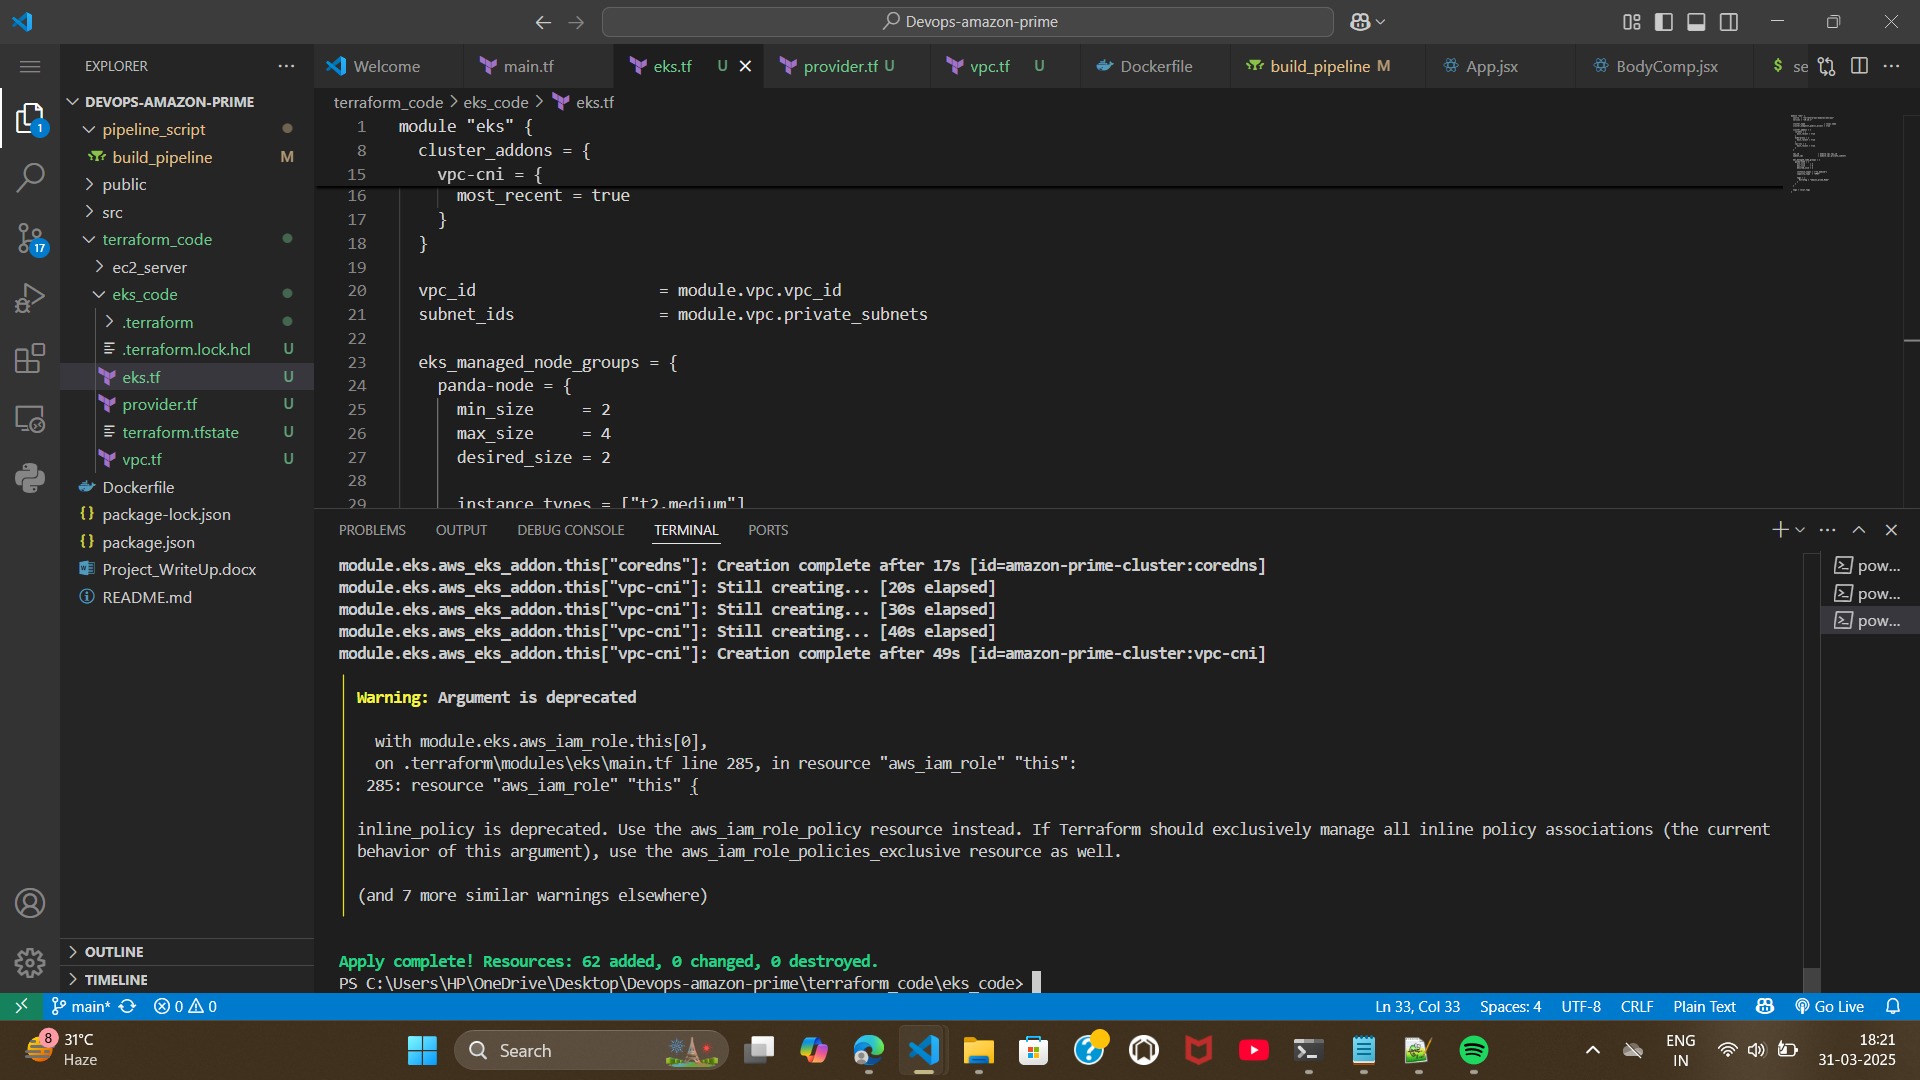 Devops-amazon-prime
EXPLORER
DEVOPS-AMAZON-PRIME
pipeline_script
build_pipeline M
public
src
terraform_code
ec2_server
eks_code
.terraform
.terraform.lock.hcl U
eks.tf U
provider.tf U
terraform.tfstate U
vpc.tf U
Dockerfile
package-lock.json
package.json
Project_WriteUp.docx
README.md
OUTLINE
TIMELINE
1
17
Welcome
main.tf
eks.tf U
provider.tf U
vpc.tf U
Dockerfile
build_pipeline M
App.jsx
BodyComp.jsx
$ se
terraform_code > eks_code > eks.tf
1 module "eks" {
8 cluster_addons = {
15 vpc-cni = {
16 most_recent = true
17 }
18 }
19
20 vpc_id = module.vpc.vpc_id
21 subnet_ids = module.vpc.private_subnets
22
23 eks_managed_node_groups = {
24 panda-node = {
25 min_size = 2
26 max_size = 4
27 desired_size = 2
28
29 instance_types = ["t2.medium"]
PROBLEMS OUTPUT DEBUG CONSOLE TERMINAL PORTS
module.eks.aws_eks_addon.this["coredns"]: Creation complete after 17s [id=amazon-prime-cluster:coredns]
module.eks.aws_eks_addon.this["vpc-cni"]: Still creating... [20s elapsed]
module.eks.aws_eks_addon.this["vpc-cni"]: Still creating... [30s elapsed]
module.eks.aws_eks_addon.this["vpc-cni"]: Still creating... [40s elapsed]
module.eks.aws_eks_addon.this["vpc-cni"]: Creation complete after 49s [id=amazon-prime-cluster:vpc-cni]
Warning: Argument is deprecated
with module.eks.aws_iam_role.this[0],
on .terraform\modules\eks\main.tf line 285, in resource "aws_iam_role" "this":
285: resource "aws_iam_role" "this" {
inline_policy is deprecated. Use the aws_iam_role_policy resource instead. If Terraform should exclusively manage all inline policy associations (the current
behavior of this argument), use the aws_iam_role_policies_exclusive resource as well.
(and 7 more similar warnings elsewhere)
Apply complete! Resources: 62 added, 0 changed, 0 destroyed.
PS C:\Users\HP\OneDrive\Desktop\Devops-amazon-prime\terraform_code\eks_code>
pow...
pow...
pow...
main* 0 0
Ln 33, Col 33 Spaces: 4 UTF-8 CRLF Plain Text Go Live
8
31°C
Haze
Search
ENG
IN
18:21
31-03-2025